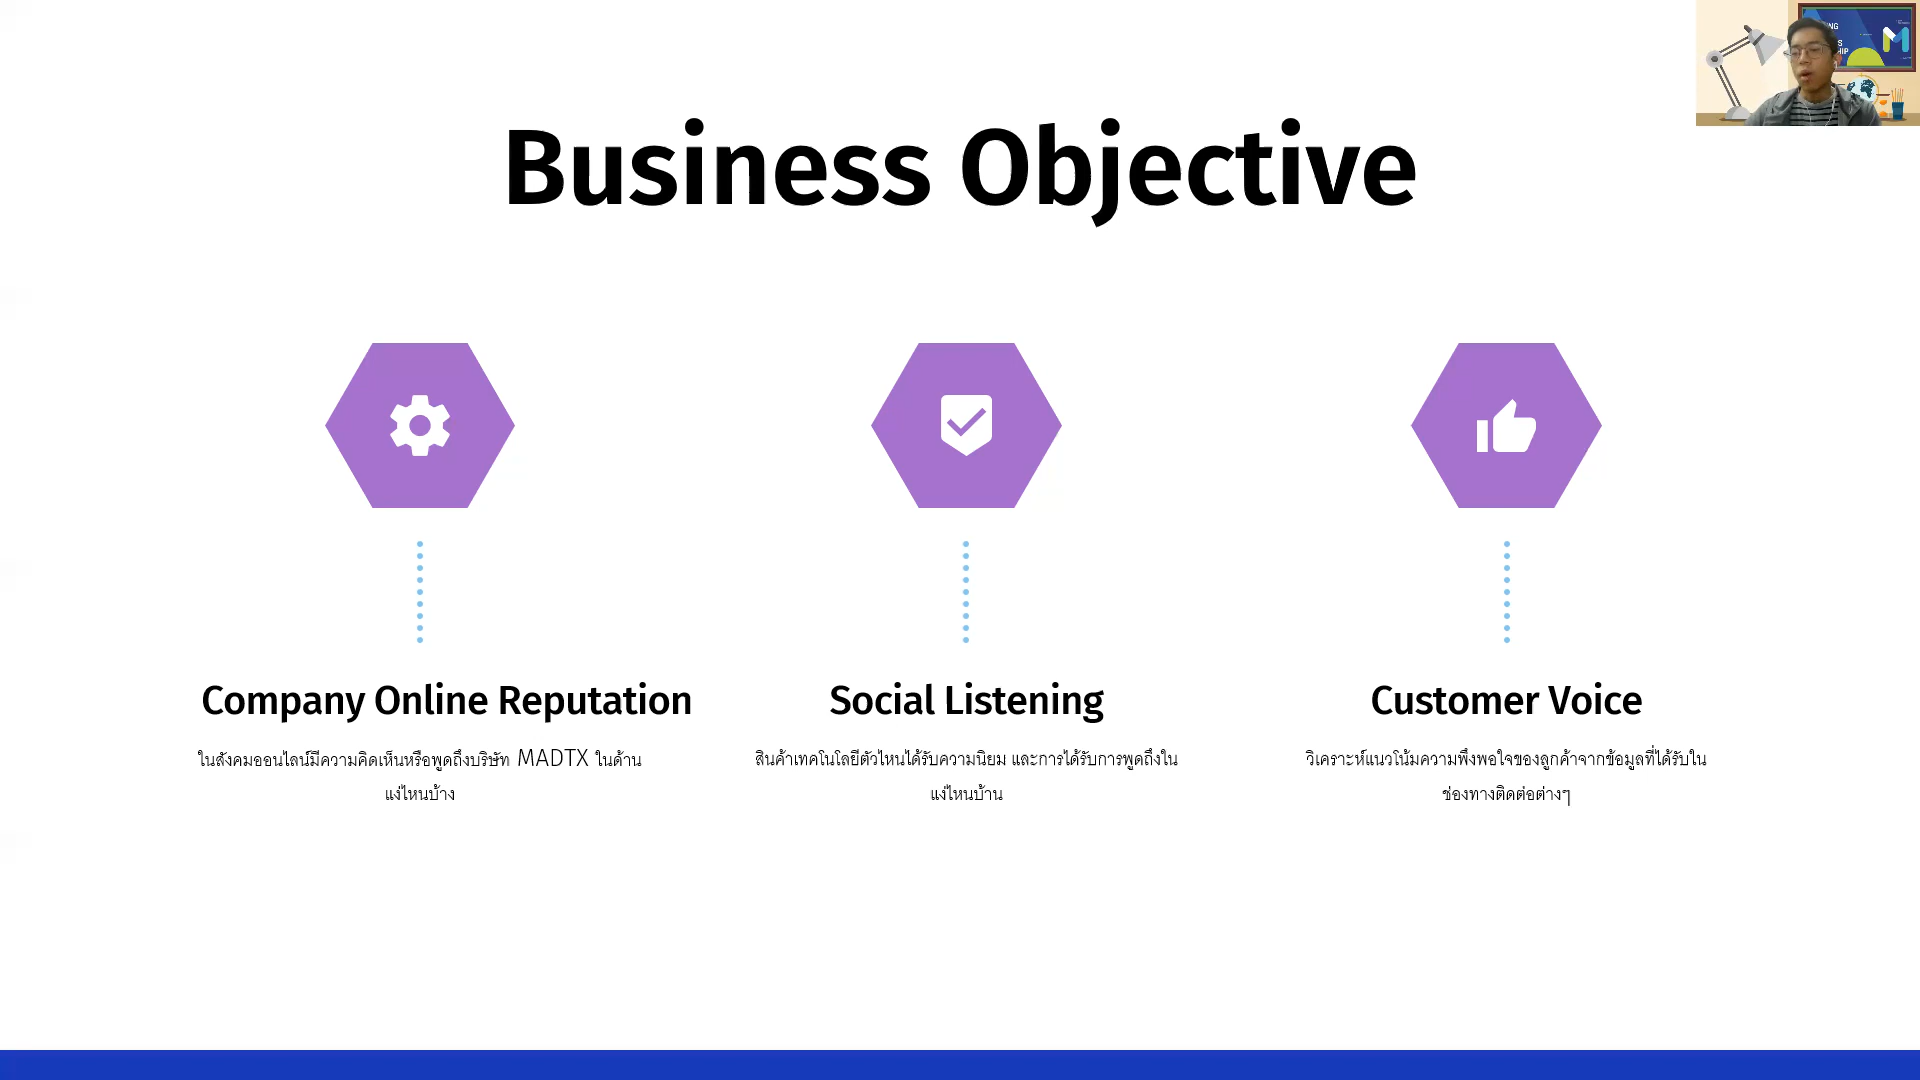 Business Objective
Company Online Reputation
ในสังคมออนไลน์มีความคิดเห็นหรือพูดถึงบริษัท MADTX ในด้าน
แง่ไหนบ้าง
Social Listening
สินค้าเทคโนโลยีตัวไหนได้รับความนิยม และการได้รับการพูดถึงใน
แง่ไหนบ้าน
Customer Voice
วิเคราะห์แนวโน้มความพึงพอใจของลูกค้าจากข้อมูลที่ได้รับใน
ช่องทางติดต่อต่างๆ